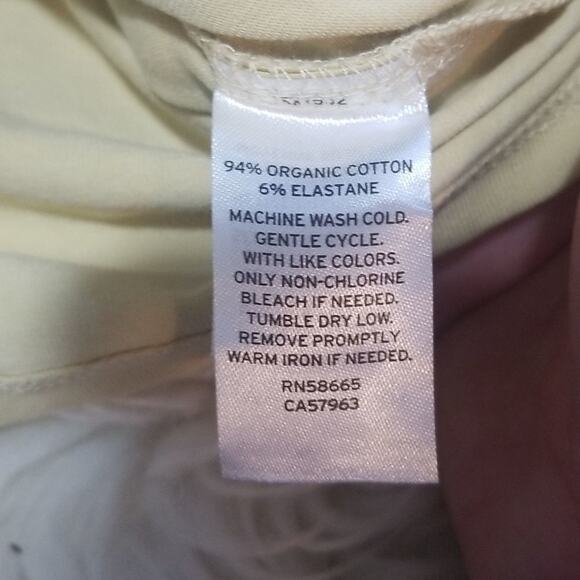 94% ORGANIC COTTON
6% ELASTANE
MACHINE WASH COLD.
GENTLE CYCLE.
WITH LIKE COLORS.
ONLY NON-CHLORINE
BLEACH IF NEEDED.
TUMBLE DRY LOW.
REMOVE PROMPTLY
WARM IRON IF NEEDED.
RN58665
CA57963